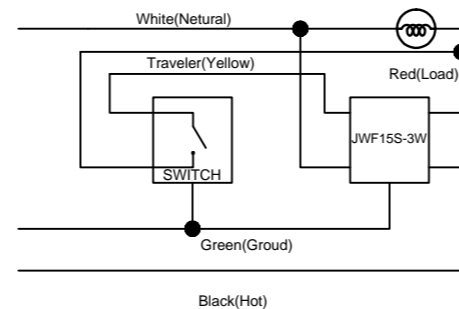 White(Netural)
Traveler(Yellow)
Red(Load)
JWF15S-3W
SWITCH
Green(Groud)
Black(Hot)